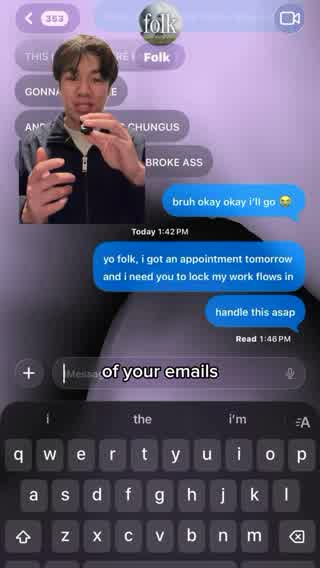 353
folk
Folk
THIS
GONNA
AND
CHUNGUS
BROKE ASS
bruh okay okay i'll go 😭
Today 1:42 PM
yo folk, i got an appointment tomorrow
and i need you to lock my work flows in
handle this asap
Read 1:46 PM
iMessage
of your emails
i the i'm
q w e r t y u i o p
a s d f g h j k l
z x c v b n m